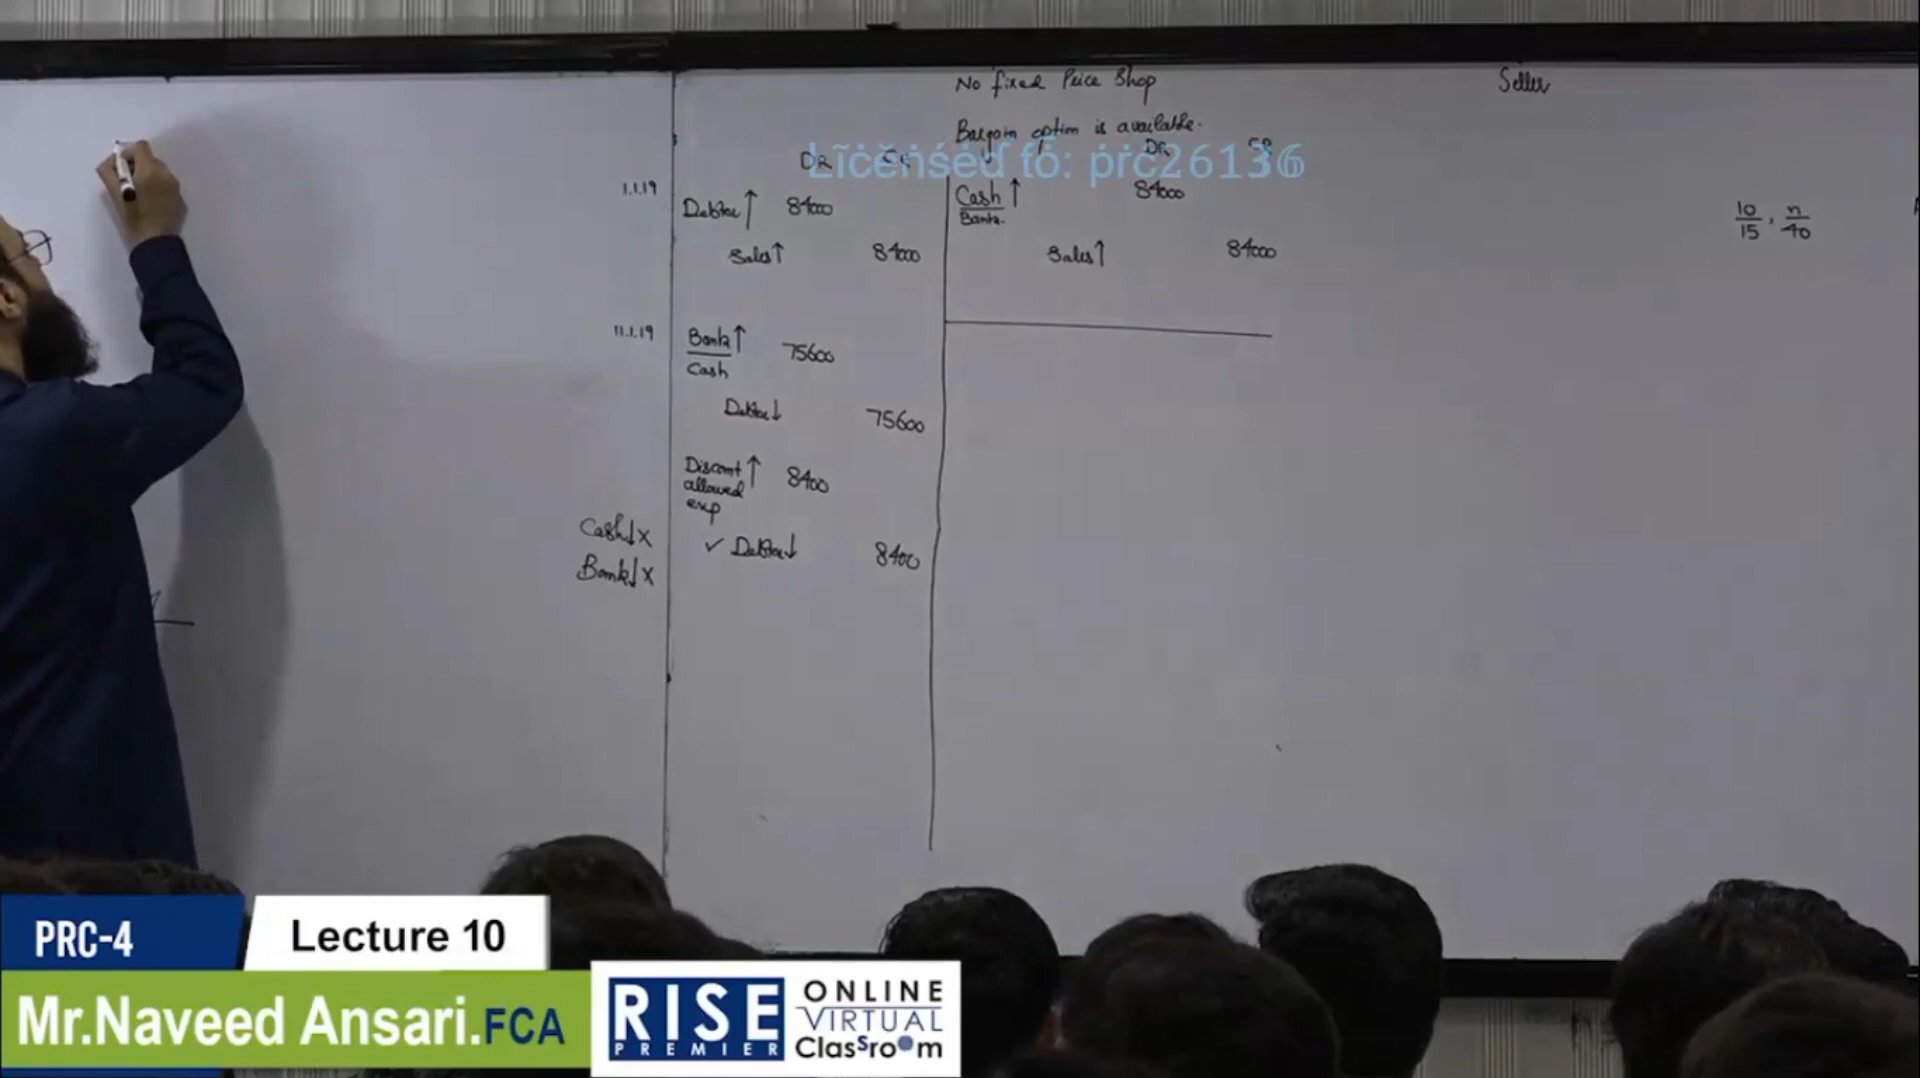 No fixed Price Shop
Seller
Bargain option is available.
DR CR
DR CR
Licensed to: prc26136
1.1.19
Debtor↑ 84000
Sales↑ 84000
Cash↑ 84000
Bank.
Sales↑ 84000
10/15, n/40
11.1.19
Bank↑ 75600
Cash
Debtor↓ 75600
Discount↑ 8400
allowed
exp
Cash↓x
✓ Debtor↓ 8400
Bank↓x
PRC-4
Lecture 10
Mr.Naveed Ansari.FCA
RISE
PREMIER
ONLINE
VIRTUAL
Classroom